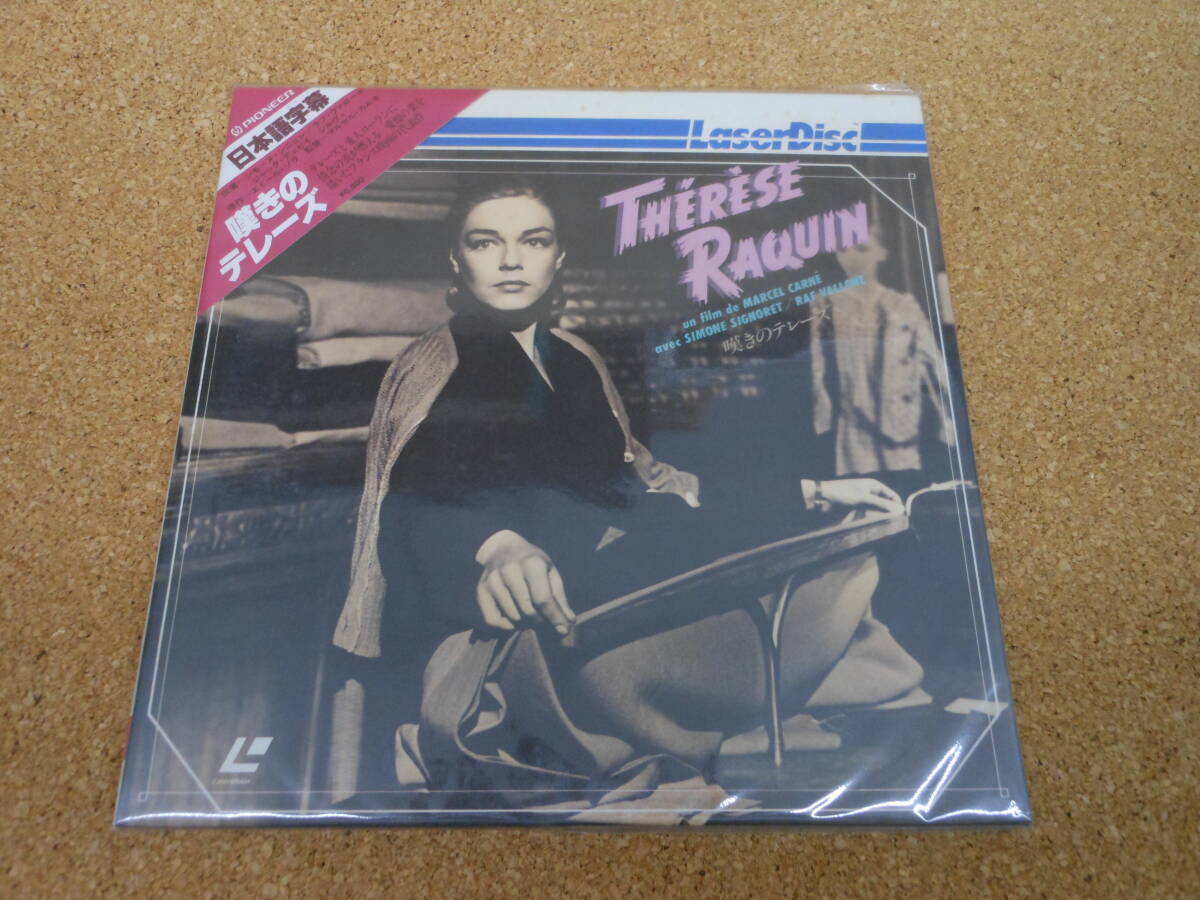 PIONEER
日本語字幕
嘆きの
テレーズ
LaserDisc
THÉRÈSE
RAQUIN
un film de MARCEL CARNÉ
avec SIMONE SIGNORET / RAF VALLONE
嘆きのテレーズ